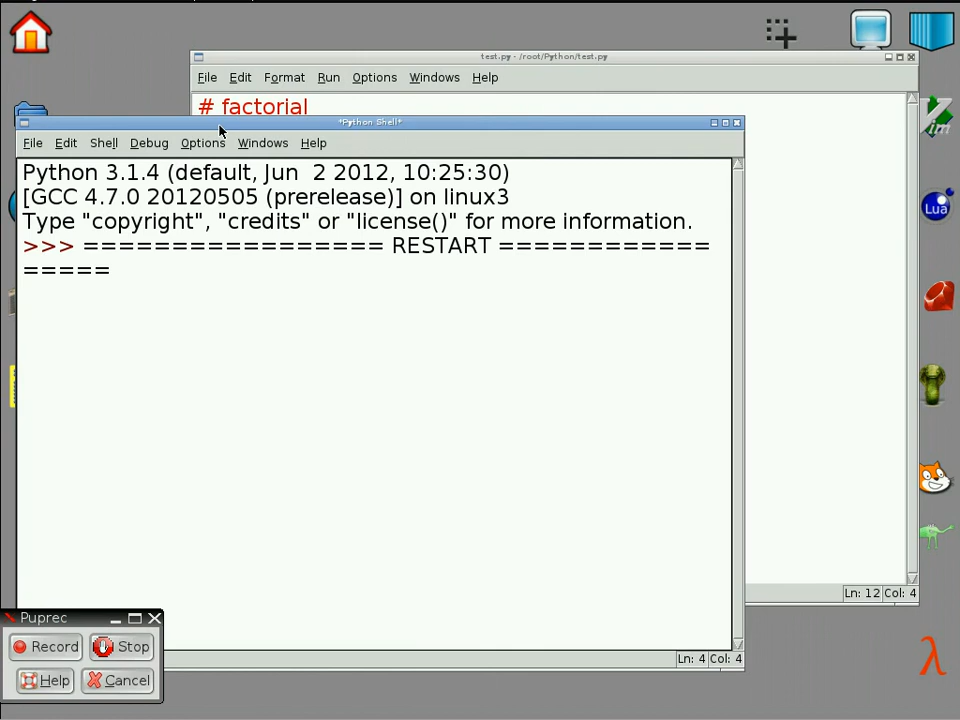 test.py - /root/Python/test.py
File Edit Format Run Options Windows Help
# factorial
*Python Shell*
File Edit Shell Debug Options Windows Help
Python 3.1.4 (default, Jun  2 2012, 10:25:30)
[GCC 4.7.0 20120505 (prerelease)] on linux3
Type "copyright", "credits" or "license()" for more information.
>>> ================= RESTART ============
=====
Vim
Lua
λ
Ln: 12 Col: 4
Ln: 4 Col: 4
Puprec
Record Stop
Help Cancel